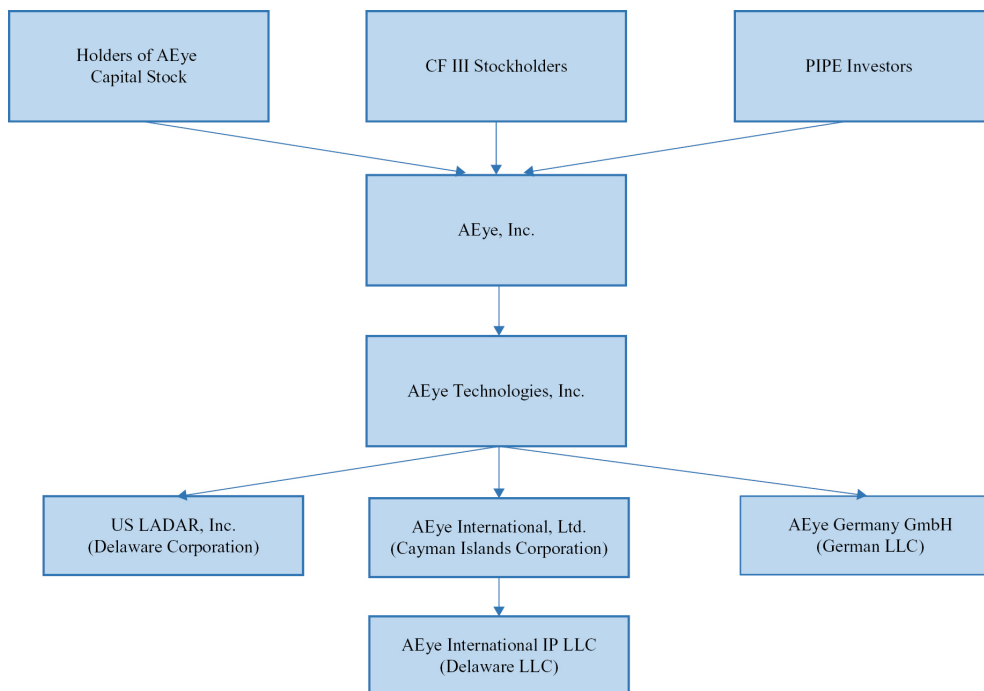 Holders of AEye
Capital Stock
CF III Stockholders
PIPE Investors
AEye, Inc.
AEye Technologies, Inc.
US LADAR, Inc.
(Delaware Corporation)
AEye International, Ltd.
(Cayman Islands Corporation)
AEye Germany GmbH
(German LLC)
AEye International IP LLC
(Delaware LLC)